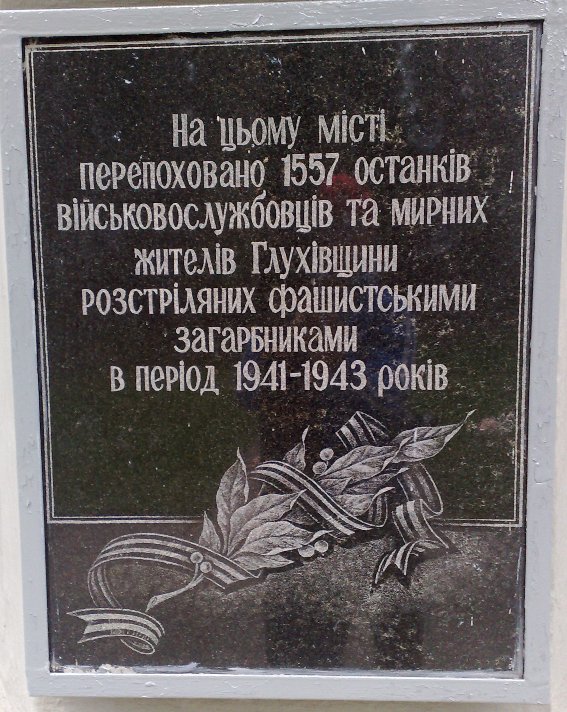 На цьому місті
перепоховано 1557 останків
військовослужбовців та мирних
жителів Глухівщини
розстріляних фашистськими
загарбниками
в період 1941-1943 років